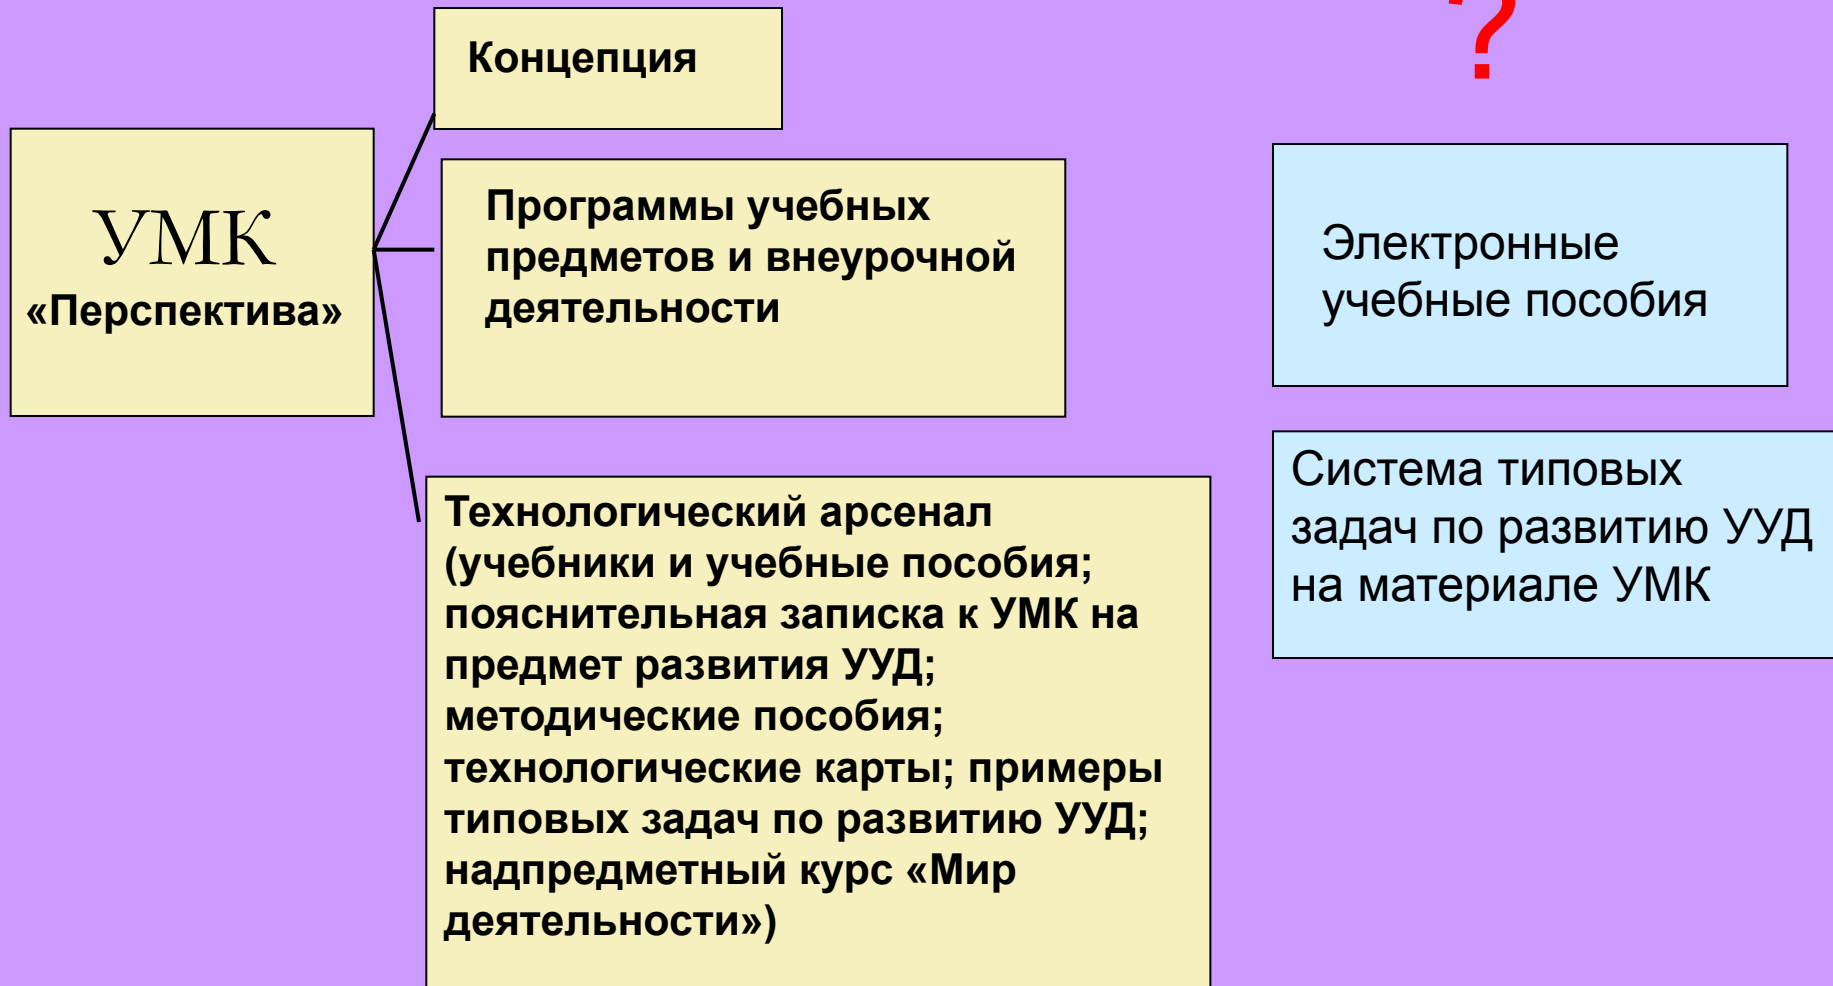 Концепция
?
УМК
«Перспектива»
Программы учебных
предметов и внеурочной
деятельности
Электронные
учебные пособия
Технологический арсенал
(учебники и учебные пособия;
пояснительная записка к УМК на
предмет развития УУД;
методические пособия;
технологические карты; примеры
типовых задач по развитию УУД;
надпредметный курс «Мир
деятельности»)
Система типовых
задач по развитию УУД
на материале УМК